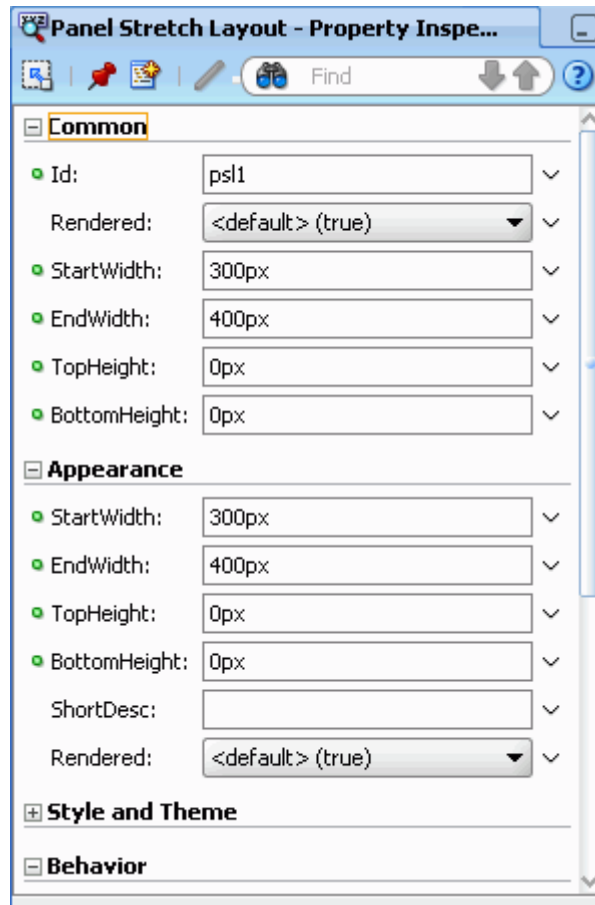 Panel Stretch Layout - Property Inspe...
Find
Common
Id: psl1
Rendered: <default> (true)
StartWidth: 300px
EndWidth: 400px
TopHeight: 0px
BottomHeight: 0px
Appearance
StartWidth: 300px
EndWidth: 400px
TopHeight: 0px
BottomHeight: 0px
ShortDesc:
Rendered: <default> (true)
Style and Theme
Behavior